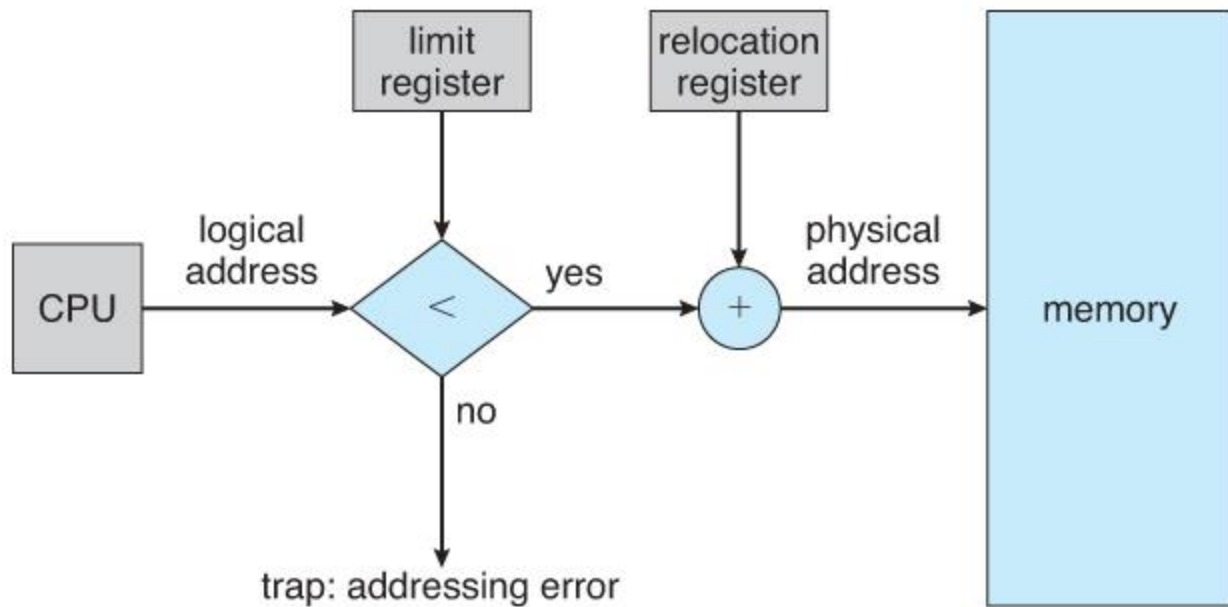 limit
register
relocation
register
logical
address
physical
address
CPU
<
yes
+
memory
no
trap: addressing error